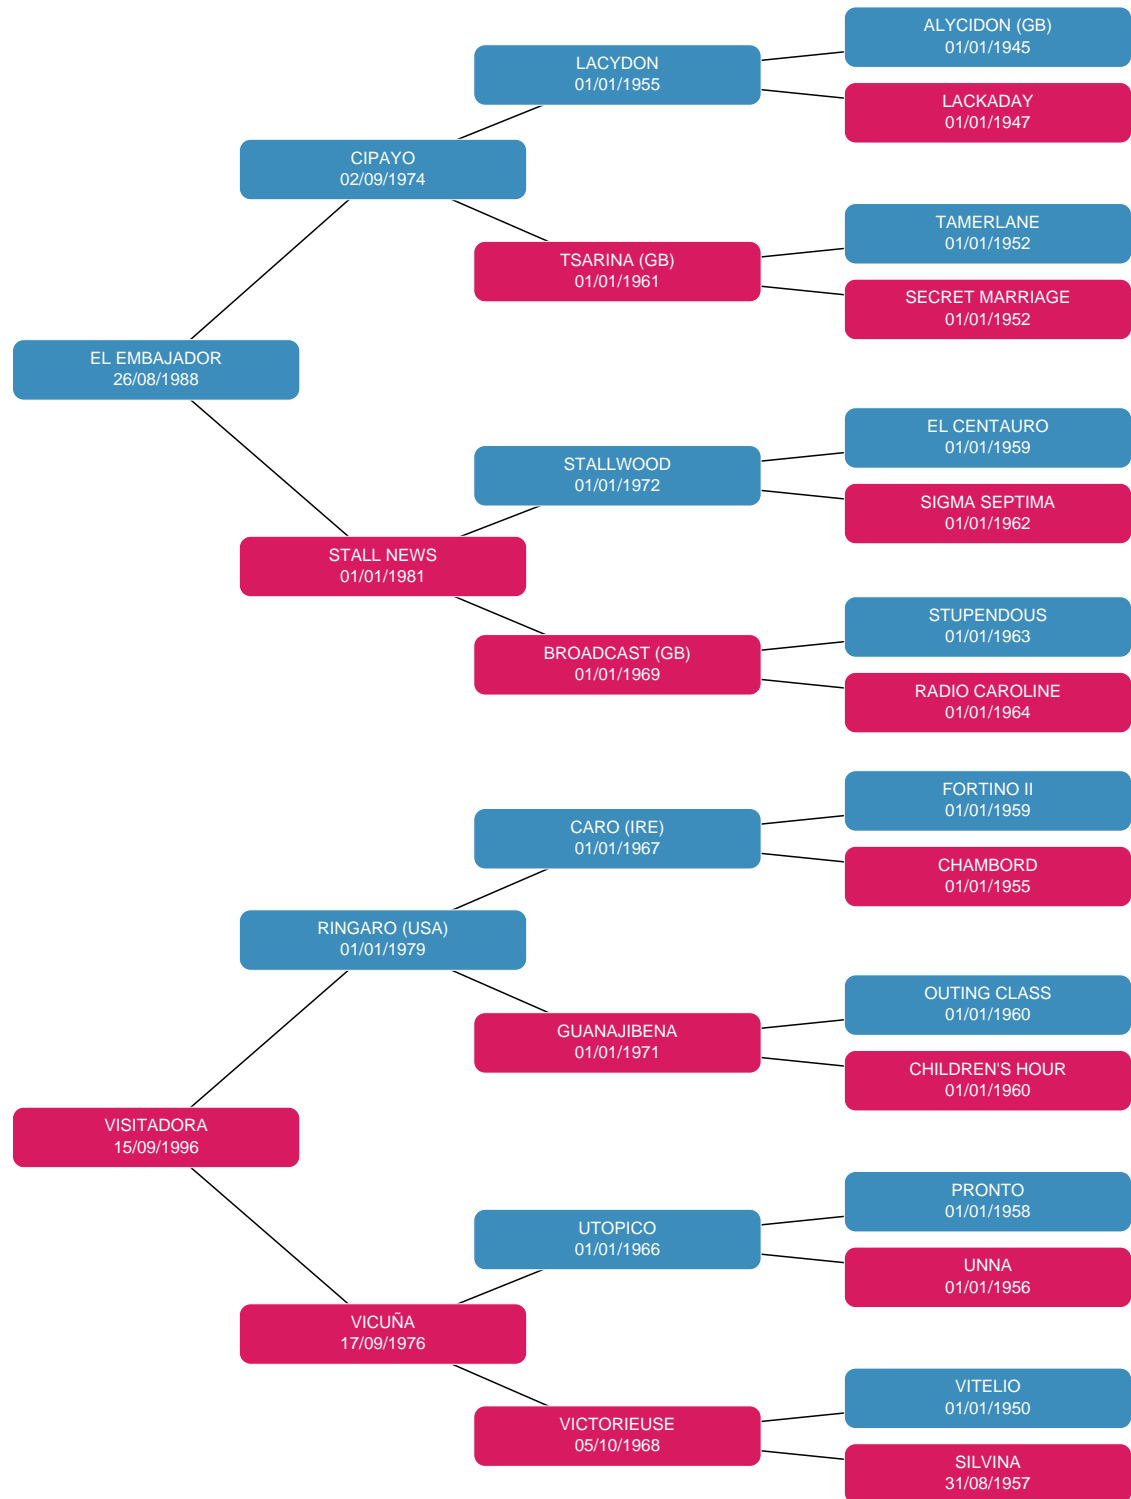 ALYCIDON (GB)
01/01/1945
LACYDON
01/01/1955
LACKADAY
01/01/1947
CIPAYO
02/09/1974
TAMERLANE
01/01/1952
TSARINA (GB)
01/01/1961
SECRET MARRIAGE
01/01/1952
EL EMBAJADOR
26/08/1988
EL CENTAURO
01/01/1959
STALLWOOD
01/01/1972
SIGMA SEPTIMA
01/01/1962
STALL NEWS
01/01/1981
STUPENDOUS
01/01/1963
BROADCAST (GB)
01/01/1969
RADIO CAROLINE
01/01/1964
FORTINO II
01/01/1959
CARO (IRE)
01/01/1967
CHAMBORD
01/01/1955
RINGARO (USA)
01/01/1979
OUTING CLASS
01/01/1960
GUANAJIBENA
01/01/1971
CHILDREN'S HOUR
01/01/1960
VISITADORA
15/09/1996
PRONTO
01/01/1958
UTOPICO
01/01/1966
UNNA
01/01/1956
VICUÑA
17/09/1976
VITELIO
01/01/1950
VICTORIEUSE
05/10/1968
SILVINA
31/08/1957